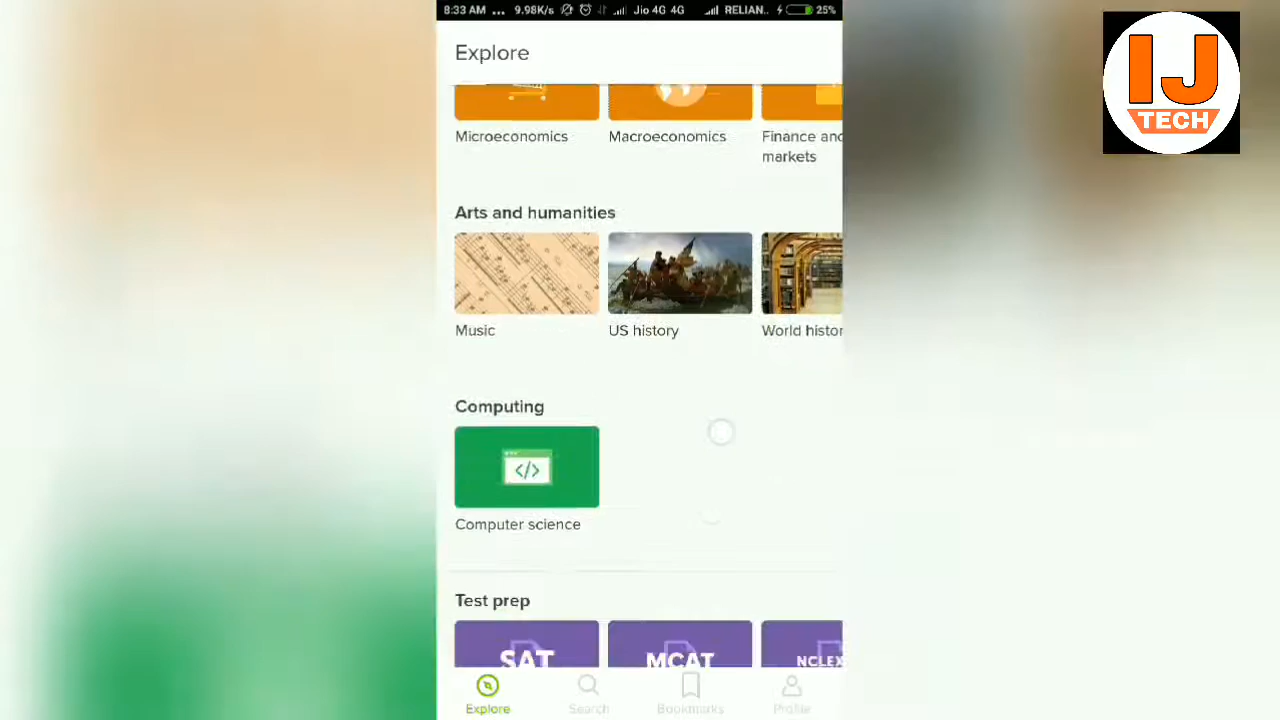 8:33 AM ... 9.98K/s Jio 4G 4G RELIAN.. 25%
IJ
TECH
Explore
Microeconomics
Macroeconomics
Finance and
markets
Arts and humanities
Music
US history
World histor
Computing
</>
Computer science
Test prep
SAT
MCAT
NCLEX
Explore
Search
Bookmarks
Profile